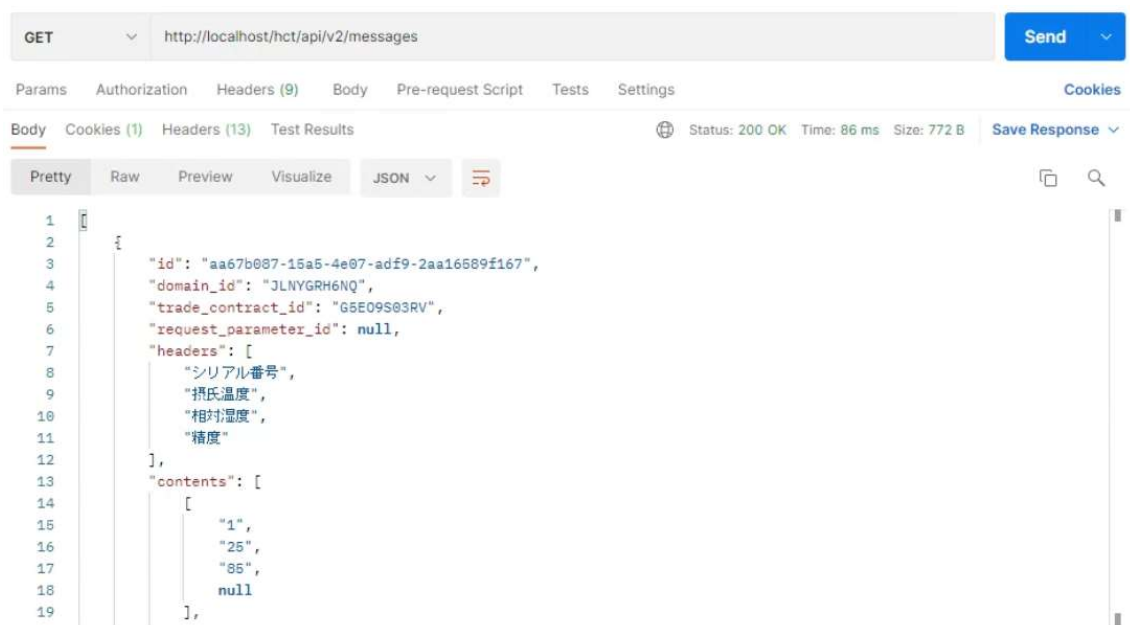 GET http://localhost/hct/api/v2/messages Send
Params Authorization Headers (9) Body Pre-request Script Tests Settings Cookies
Body Cookies (1) Headers (13) Test Results Status: 200 OK Time: 86 ms Size: 772 B Save Response
Pretty Raw Preview Visualize JSON
1 [
2 {
3 "id": "aa67b087-15a5-4e07-adf9-2aa16589f167",
4 "domain_id": "JLNYGRH6NQ",
5 "trade_contract_id": "G5EO9S03RV",
6 "request_parameter_id": null,
7 "headers": [
8 "シリアル番号",
9 "摂氏温度",
10 "相対湿度",
11 "精度"
12 ],
13 "contents": [
14 [
15 "1",
16 "25",
17 "85",
18 null
19 ],